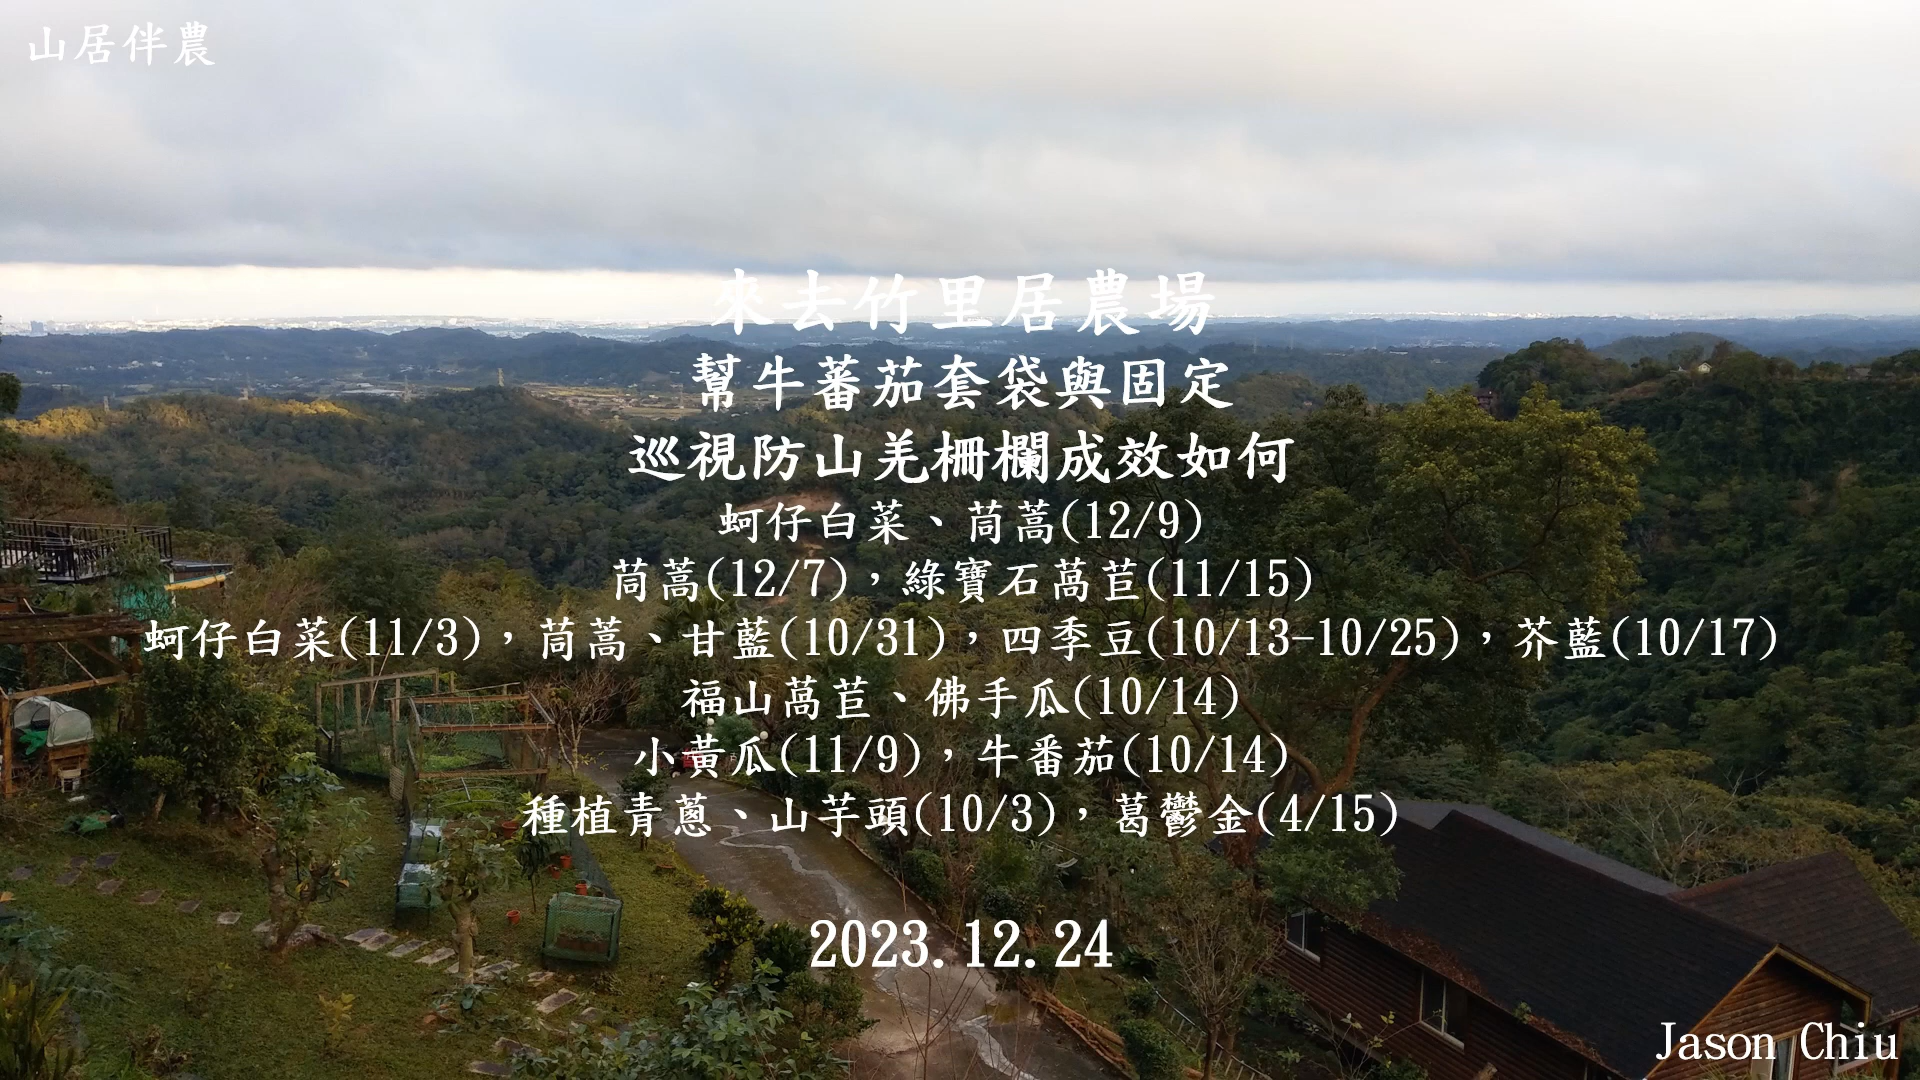 山居伴農
來去竹里居農場
幫牛蕃茄套袋與固定
巡視防山羌柵欄成效如何
蚵仔白菜、茼蒿(12/9)
茼蒿(12/7)，綠寶石萵苣(11/15)
蚵仔白菜(11/3)，茼蒿、甘藍(10/31)，四季豆(10/13-10/25)，芥藍(10/17)
福山萵苣、佛手瓜(10/14)
小黃瓜(11/9)，牛番茄(10/14)
種植青蔥、山芋頭(10/3)，葛鬱金(4/15)
2023.12.24
Jason Chiu